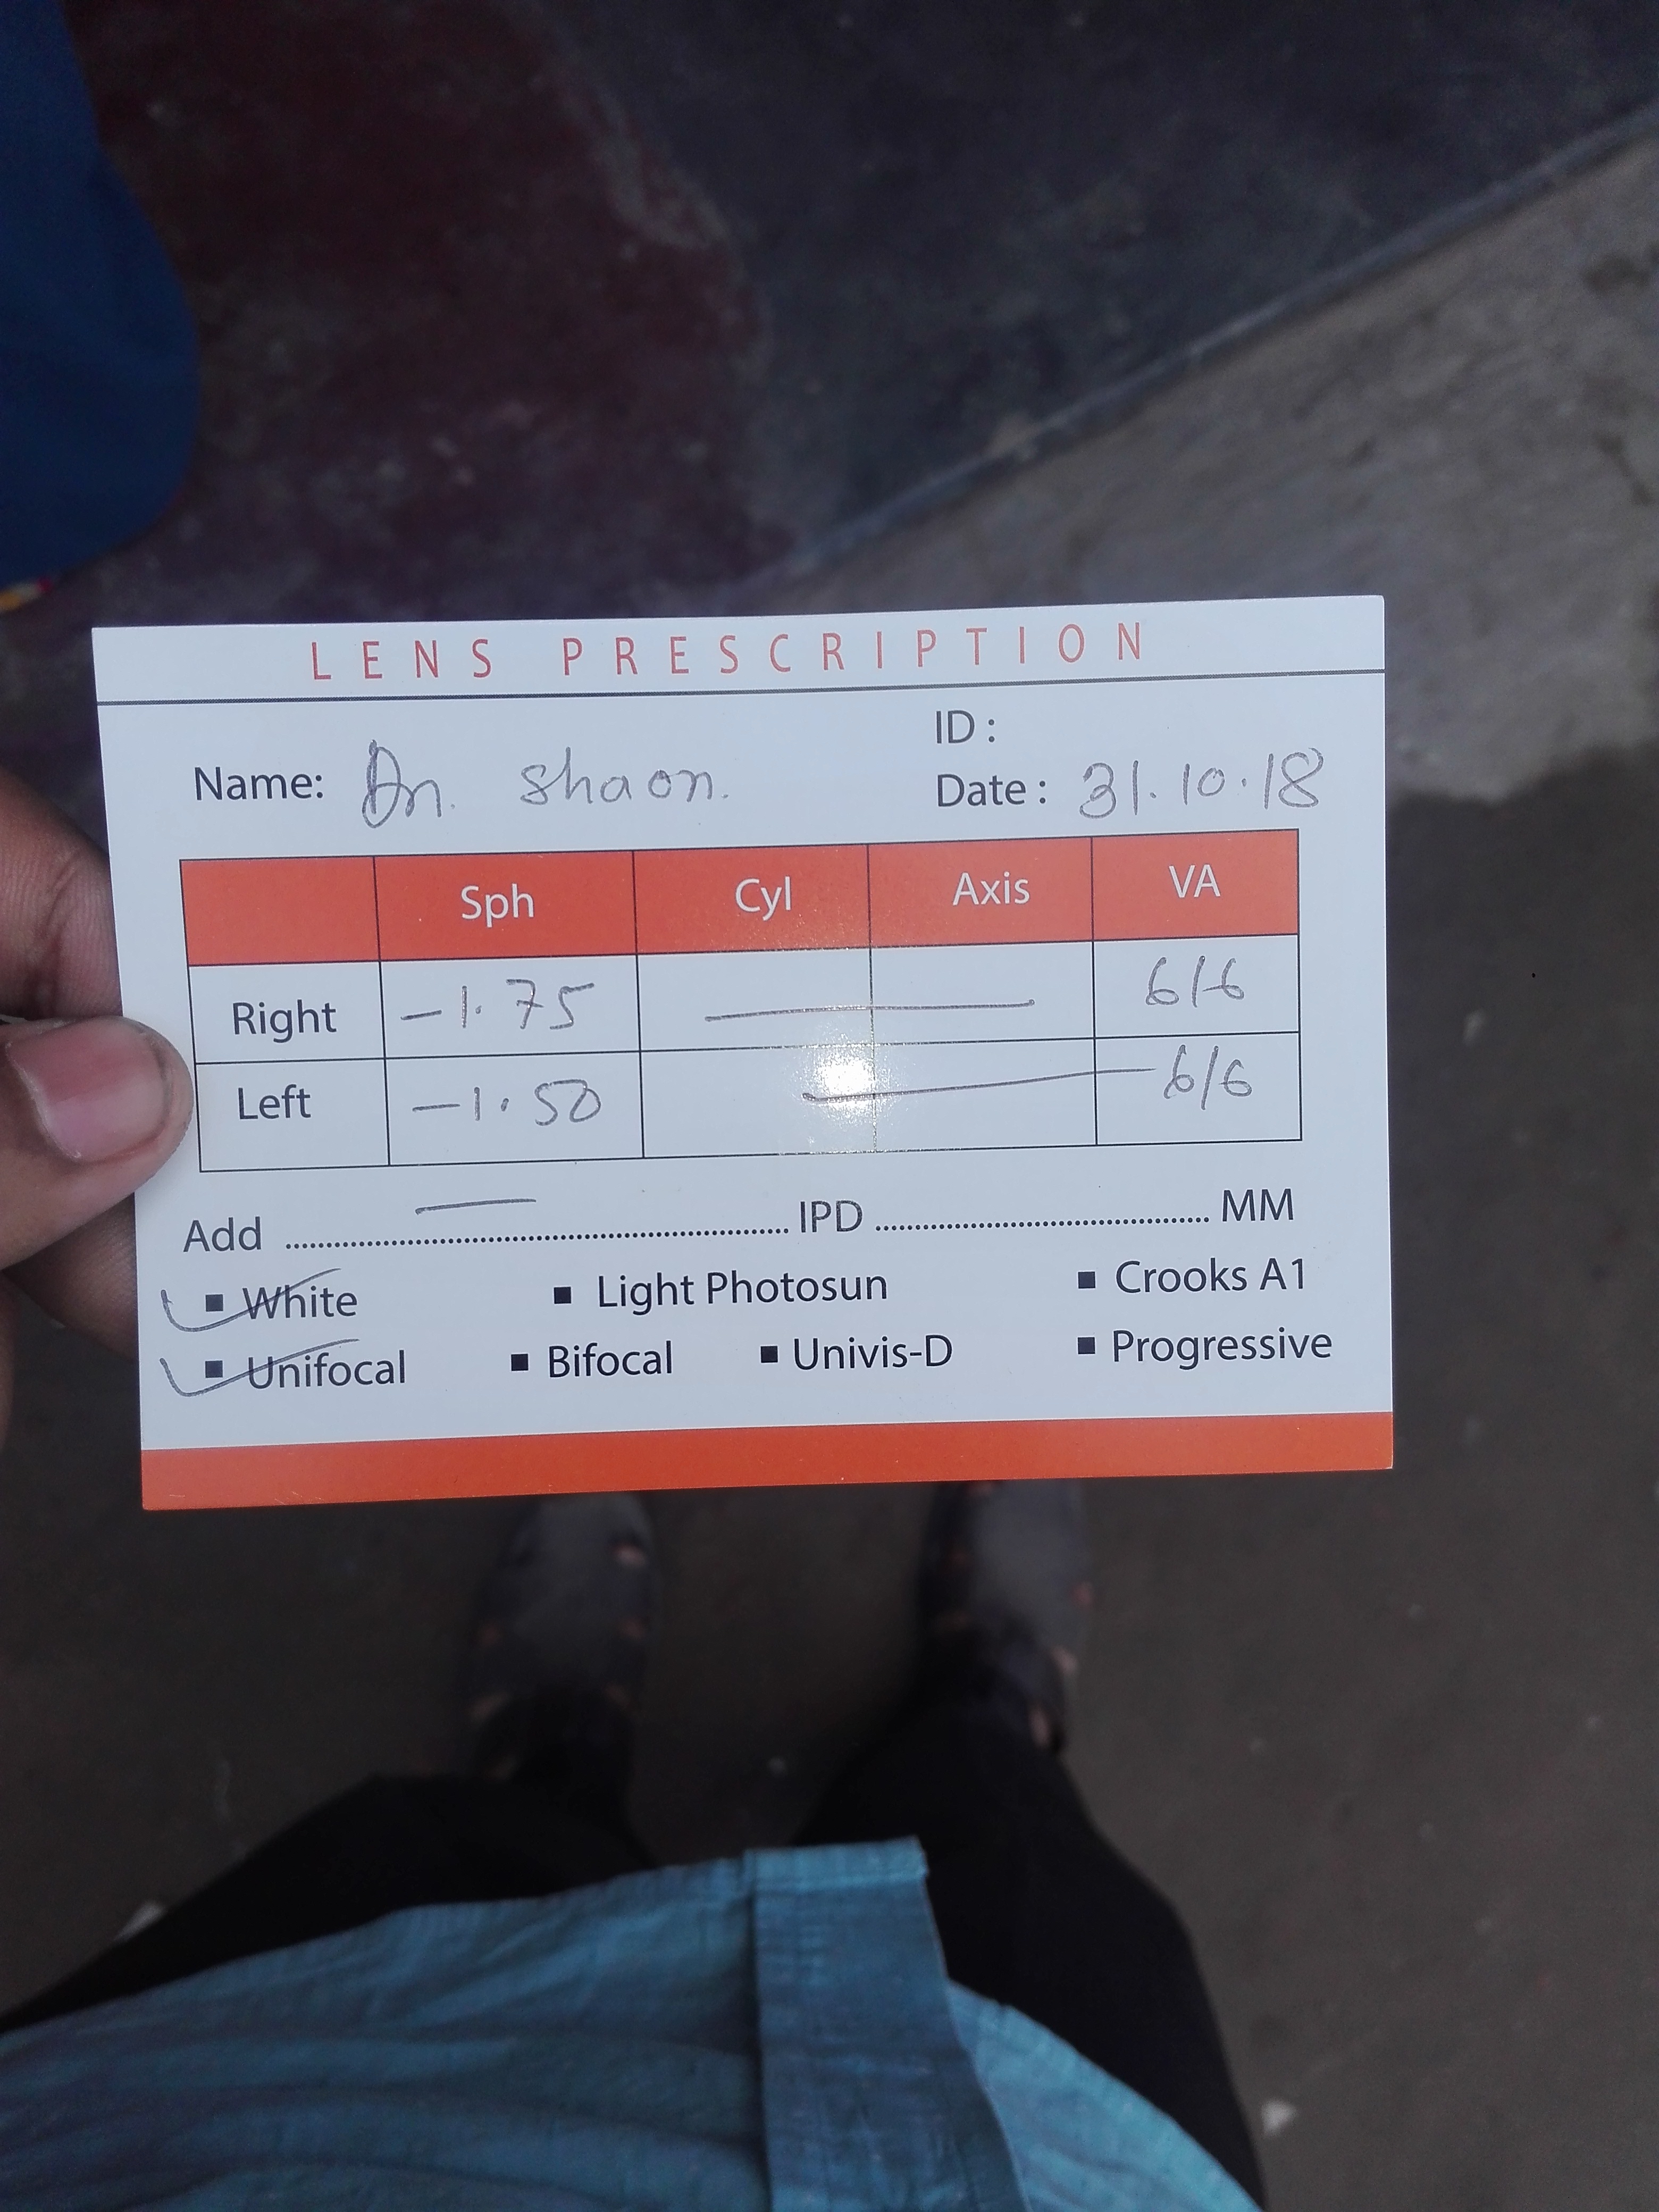 LENS PRESCRIPTION
ID :
Name: Dr. Shaon.
Date : 31.10.18
Sph Cyl Axis VA
Right -1.75 — 6/6
Left -1.50 — 6/6
Add — IPD MM
White Light Photosun Crooks A1
Unifocal Bifocal Univis-D Progressive